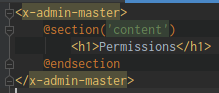 <x-admin-master>
@section('content')
<h1>Permissions</h1>
@endsection
</x-admin-master>